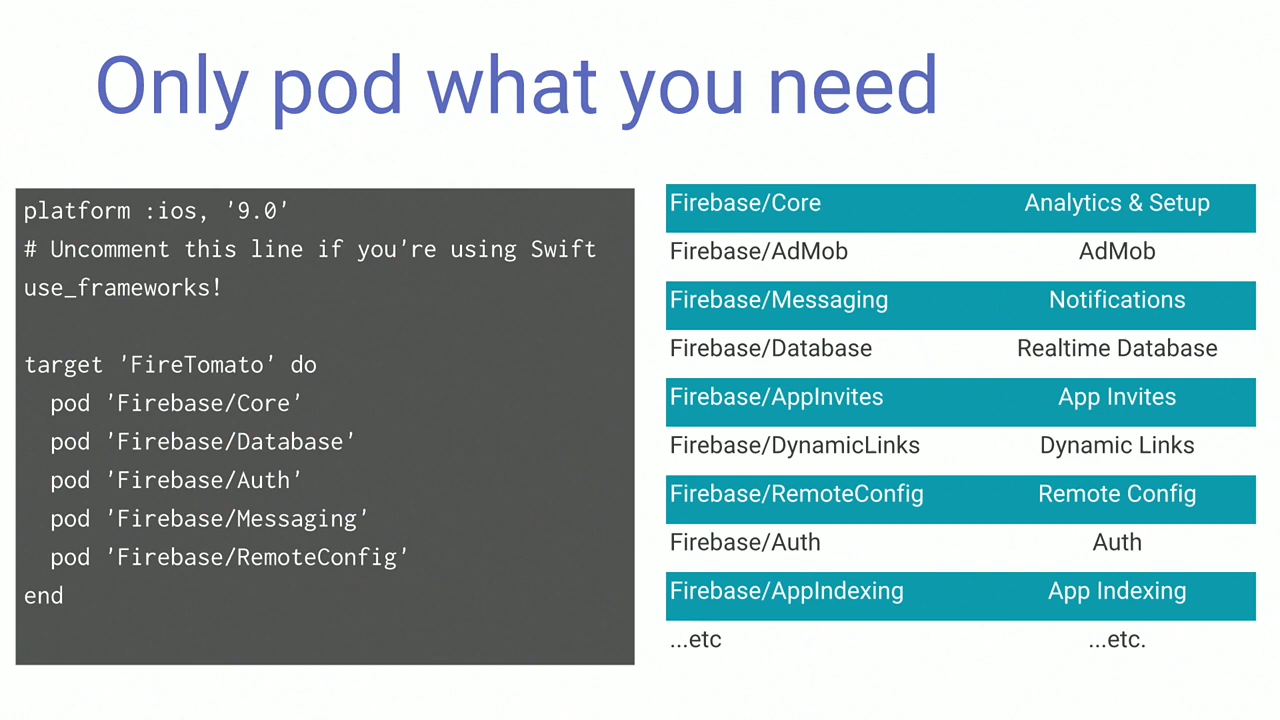 Only pod what you need
platform :ios, '9.0'
# Uncomment this line if you're using Swift
use_frameworks!
target 'FireTomato' do
pod 'Firebase/Core'
pod 'Firebase/Database'
pod 'Firebase/Auth'
pod 'Firebase/Messaging'
pod 'Firebase/RemoteConfig'
end
Firebase/Core Analytics & Setup
Firebase/AdMob AdMob
Firebase/Messaging Notifications
Firebase/Database Realtime Database
Firebase/AppInvites App Invites
Firebase/DynamicLinks Dynamic Links
Firebase/RemoteConfig Remote Config
Firebase/Auth Auth
Firebase/AppIndexing App Indexing
...etc ...etc.